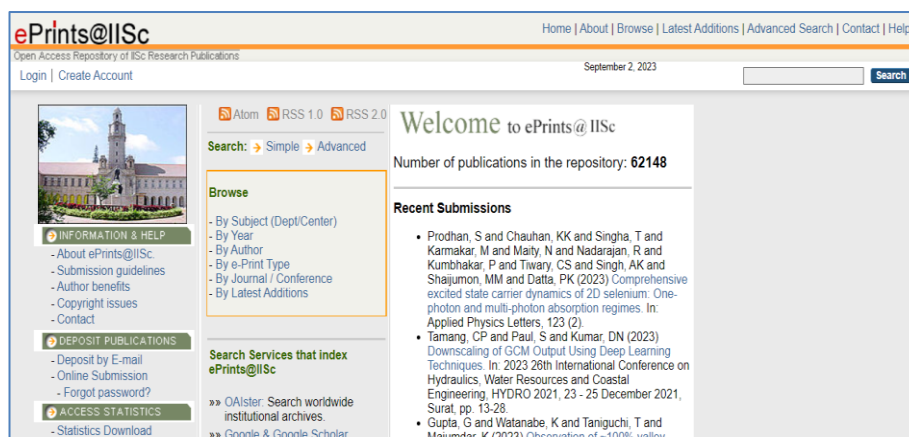 ePrints@IISc
Home | About | Browse | Latest Additions | Advanced Search | Contact | Help
Open Access Repository of IISc Research Publications
Login | Create Account
September 2, 2023
Search
INFORMATION & HELP
- About ePrints@IISc.
- Submission guidelines
- Author benefits
- Copyright issues
- Contact
DEPOSIT PUBLICATIONS
- Deposit by E-mail
- Online Submission
- Forgot password?
ACCESS STATISTICS
- Statistics Download
Atom RSS 1.0 RSS 2.0
Search: Simple Advanced
Browse
- By Subject (Dept/Center)
- By Year
- By Author
- By e-Print Type
- By Journal / Conference
- By Latest Additions
Search Services that index
ePrints@IISc
»» OAIster: Search worldwide
institutional archives.
»» Google & Google Scholar
Welcome to ePrints@IISc
Number of publications in the repository: 62148
Recent Submissions
• Prodhan, S and Chauhan, KK and Singha, T and
Karmakar, M and Maity, N and Nadarajan, R and
Kumbhakar, P and Tiwary, CS and Singh, AK and
Shaijumon, MM and Datta, PK (2023) Comprehensive
excited state carrier dynamics of 2D selenium: One-
photon and multi-photon absorption regimes. In:
Applied Physics Letters, 123 (2).
• Tamang, CP and Paul, S and Kumar, DN (2023)
Downscaling of GCM Output Using Deep Learning
Techniques. In: 2023 26th International Conference on
Hydraulics, Water Resources and Coastal
Engineering, HYDRO 2021, 23 - 25 December 2021,
Surat, pp. 13-28.
• Gupta, G and Watanabe, K and Taniguchi, T and
Majumdar, K (2023) Observation of ~100% valley